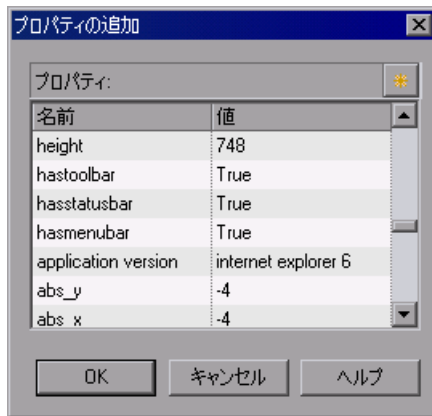 プロパティの追加
プロパティ:
名前 値
height 748
hastoolbar True
hasstatusbar True
hasmenubar True
application version internet explorer 6
abs_y -4
abs_x -4
OK キャンセル ヘルプ